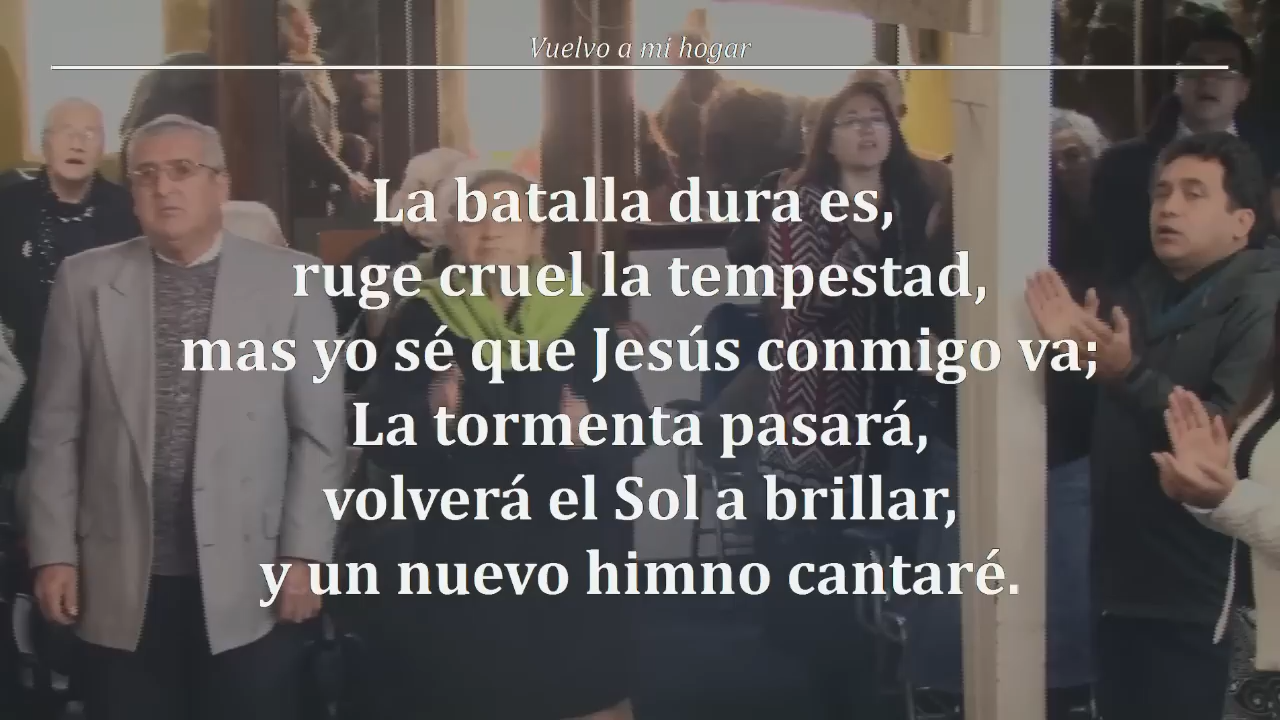 Vuelvo a mi hogar
La batalla dura es,
ruge cruel la tempestad,
mas yo sé que Jesús conmigo va;
La tormenta pasará,
volverá el Sol a brillar,
y un nuevo himno cantaré.